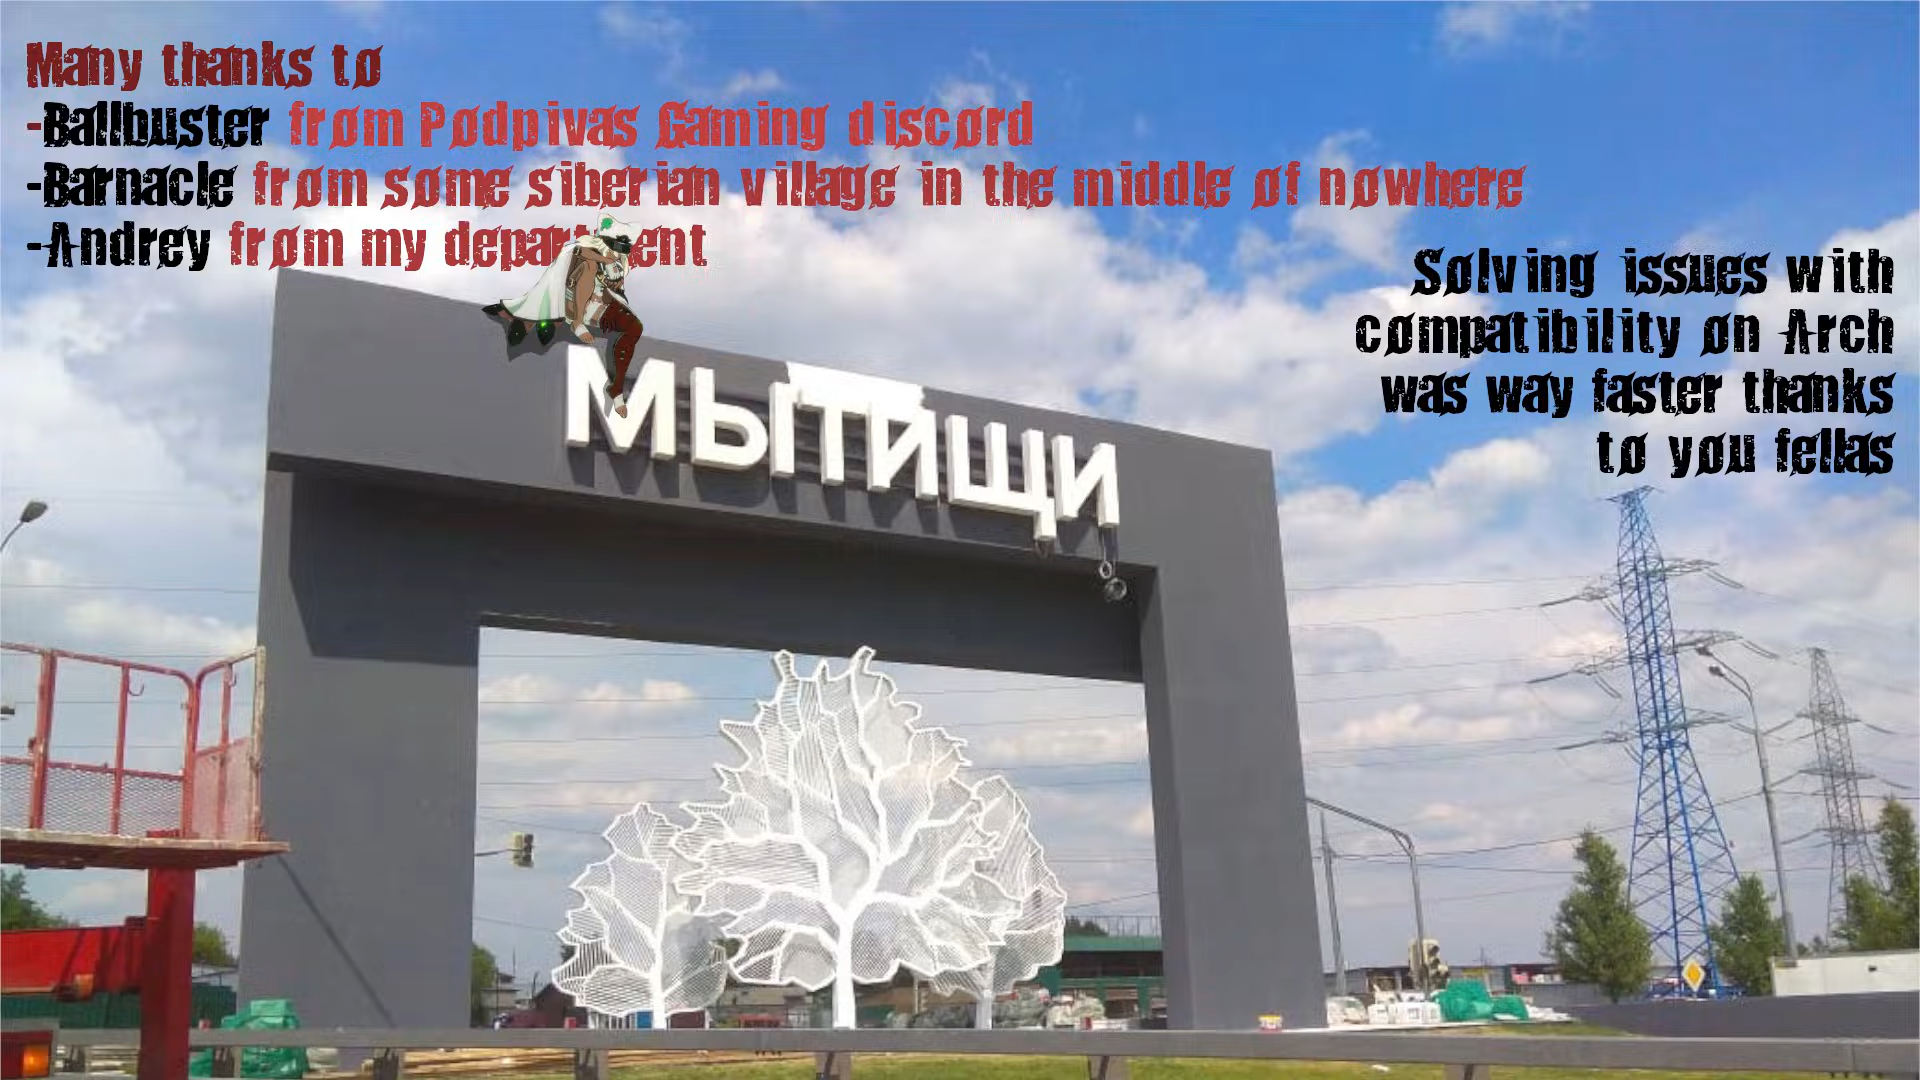 Many thanks to
-Ballbuster from Podpivas Gaming discord
-Barnacle from some siberian village in the middle of nowhere
-Andrey from my department
Solving issues with
compatibility on Arch
was way faster thanks
to you fellas
МЫТИЩИ